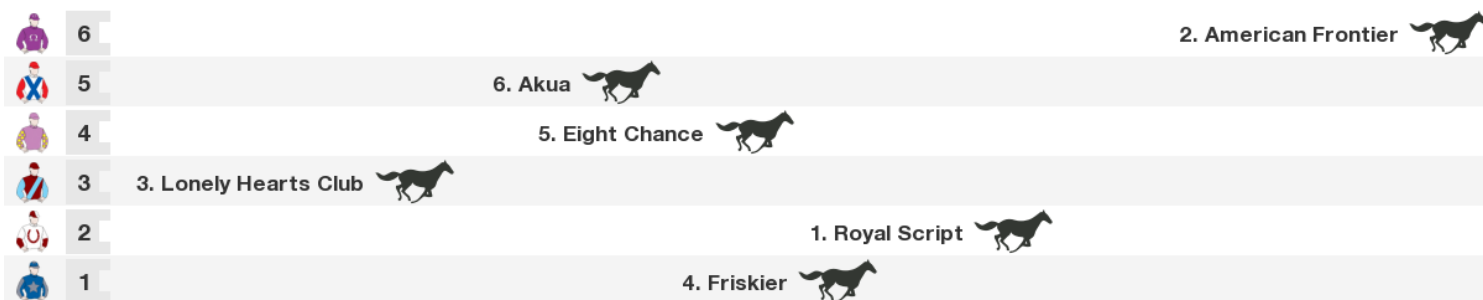 6 2. American Frontier
5 6. Akua
4 5. Eight Chance
3 3. Lonely Hearts Club
2 1. Royal Script
1 4. Friskier